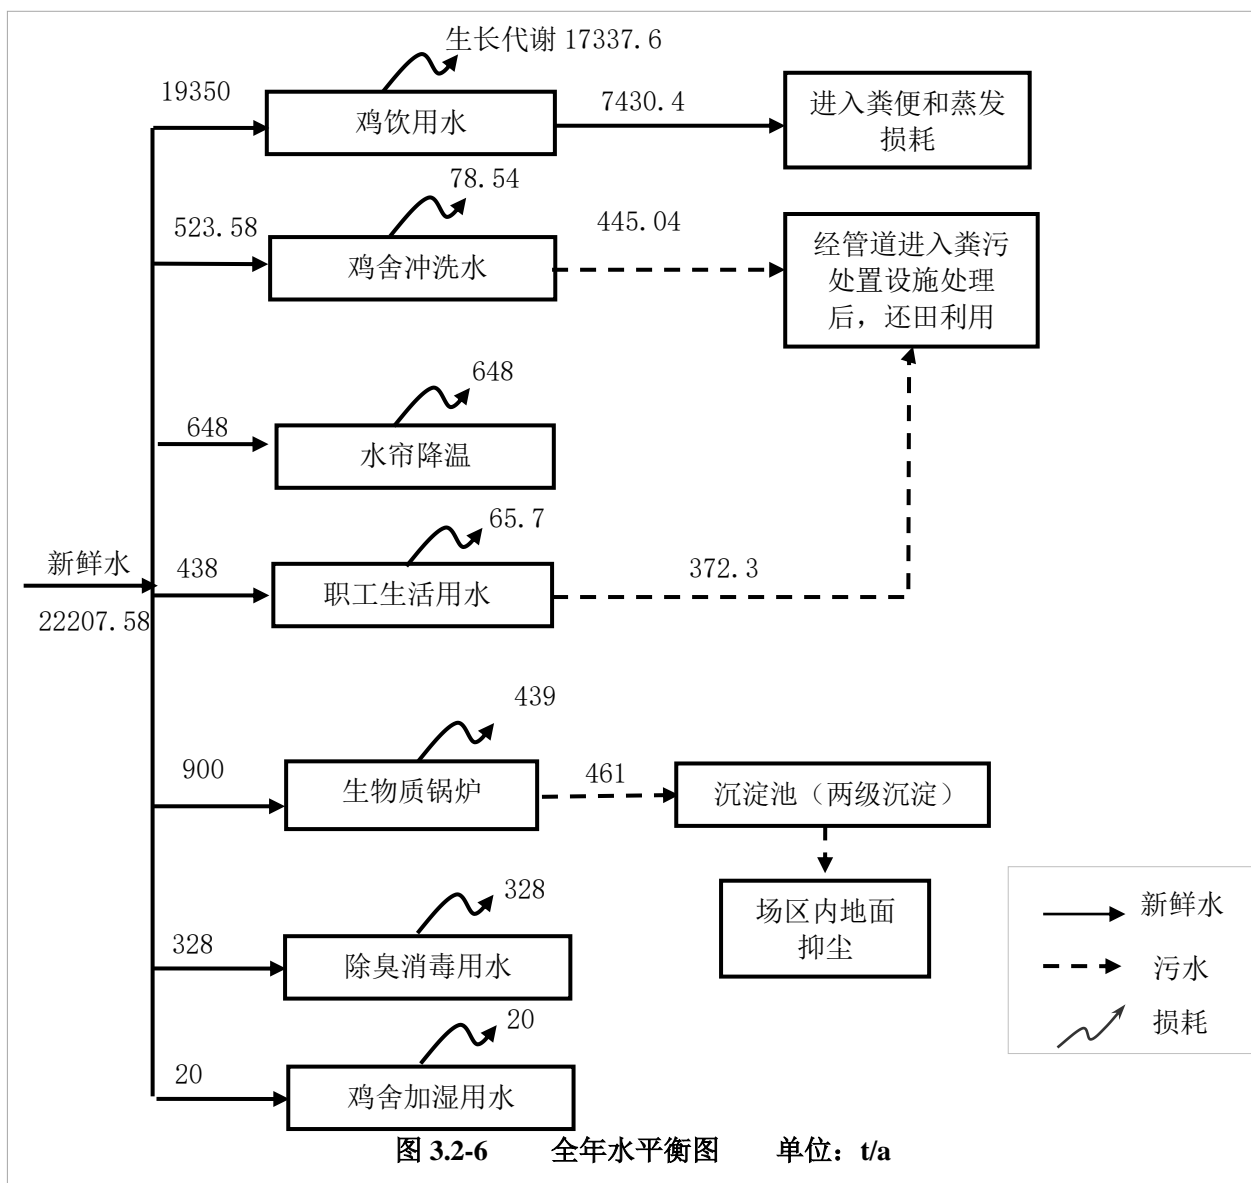 生长代谢 17337.6
19350
鸡饮用水
7430.4
进入粪便和蒸发
损耗
78.54
523.58
鸡舍冲洗水
445.04
经管道进入粪污
处置设施处理
后，还田利用
648
648
水帘降温
65.7
新鲜水
22207.58
438
职工生活用水
372.3
439
900
生物质锅炉
461
沉淀池（两级沉淀）
场区内地面
抑尘
328
328
除臭消毒用水
20
20
鸡舍加湿用水
新鲜水
污水
损耗
图 3.2-6 全年水平衡图 单位：t/a